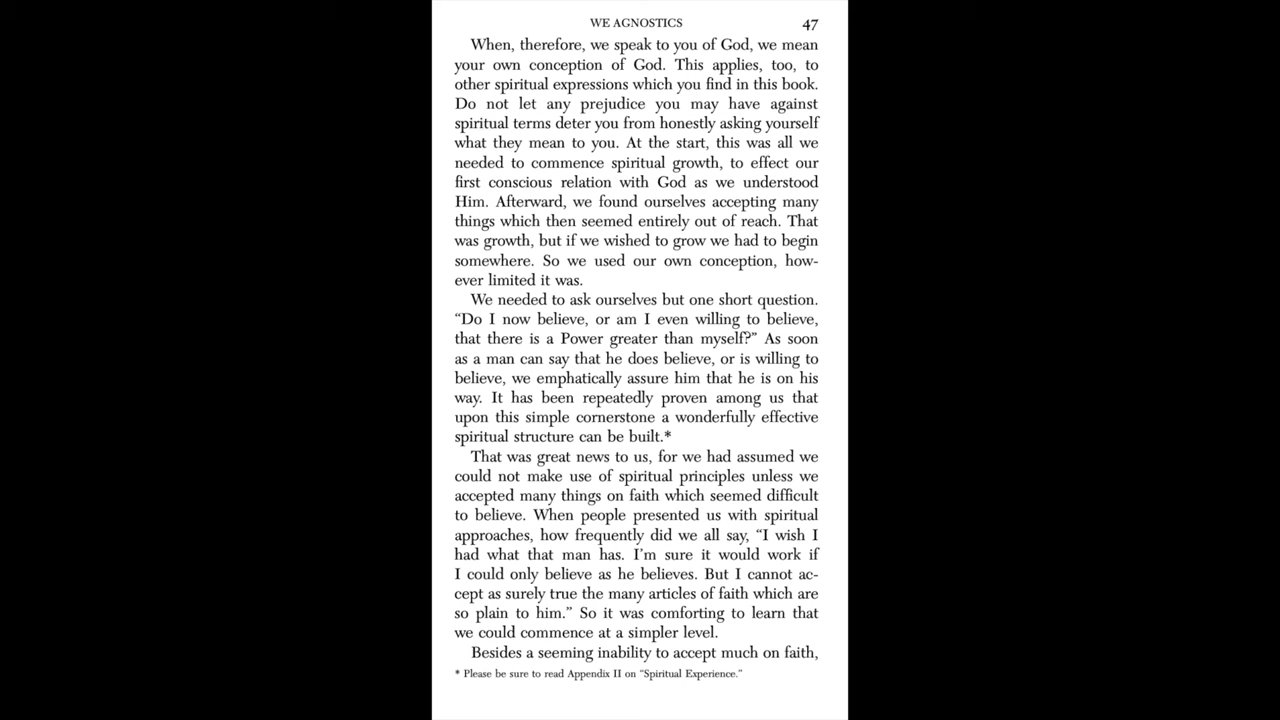 WE AGNOSTICS 47
When, therefore, we speak to you of God, we mean
your own conception of God. This applies, too, to
other spiritual expressions which you find in this book.
Do not let any prejudice you may have against
spiritual terms deter you from honestly asking yourself
what they mean to you. At the start, this was all we
needed to commence spiritual growth, to effect our
first conscious relation with God as we understood
Him. Afterward, we found ourselves accepting many
things which then seemed entirely out of reach. That
was growth, but if we wished to grow we had to begin
somewhere. So we used our own conception, how-
ever limited it was.
We needed to ask ourselves but one short question.
“Do I now believe, or am I even willing to believe,
that there is a Power greater than myself?” As soon
as a man can say that he does believe, or is willing to
believe, we emphatically assure him that he is on his
way. It has been repeatedly proven among us that
upon this simple cornerstone a wonderfully effective
spiritual structure can be built.*
That was great news to us, for we had assumed we
could not make use of spiritual principles unless we
accepted many things on faith which seemed difficult
to believe. When people presented us with spiritual
approaches, how frequently did we all say, “I wish I
had what that man has. I’m sure it would work if
I could only believe as he believes. But I cannot ac-
cept as surely true the many articles of faith which are
so plain to him.” So it was comforting to learn that
we could commence at a simpler level.
Besides a seeming inability to accept much on faith,
* Please be sure to read Appendix II on “Spiritual Experience.”